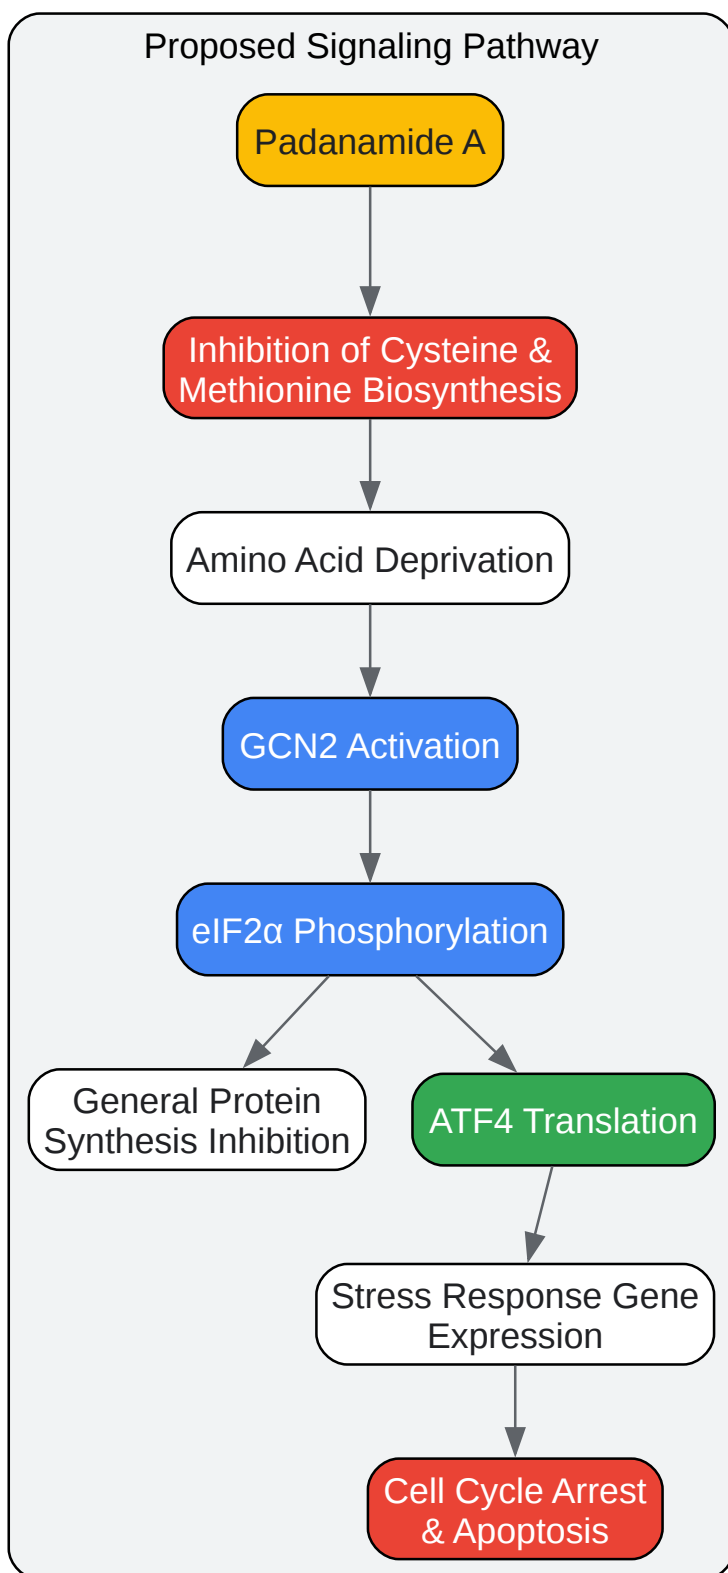 Proposed Signaling Pathway
Padanamide A
Inhibition of Cysteine &
Methionine Biosynthesis
Amino Acid Deprivation
GCN2 Activation
eIF2α Phosphorylation
General Protein
Synthesis Inhibition
ATF4 Translation
Stress Response Gene
Expression
Cell Cycle Arrest
& Apoptosis